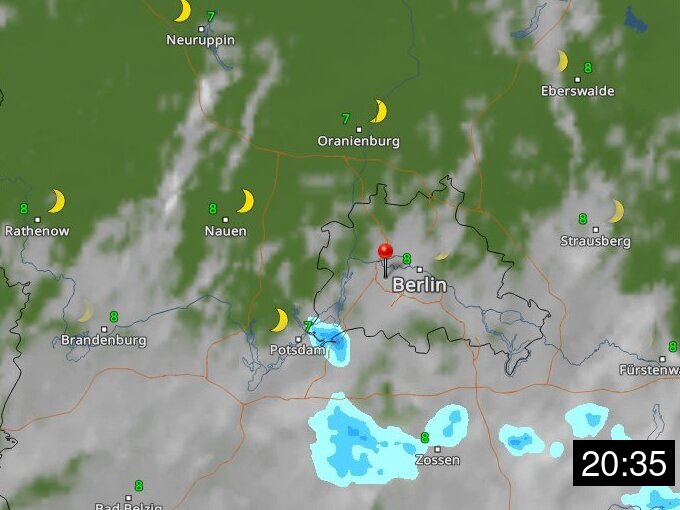 7
Neuruppin
8
Eberswalde
7
Oranienburg
8
Rathenow
8
Nauen
8
Strausberg
8
Berlin
8
Brandenburg
7
Potsdam
8
Fürstenwa
8
Zossen
20:35
8
Bad Belzig